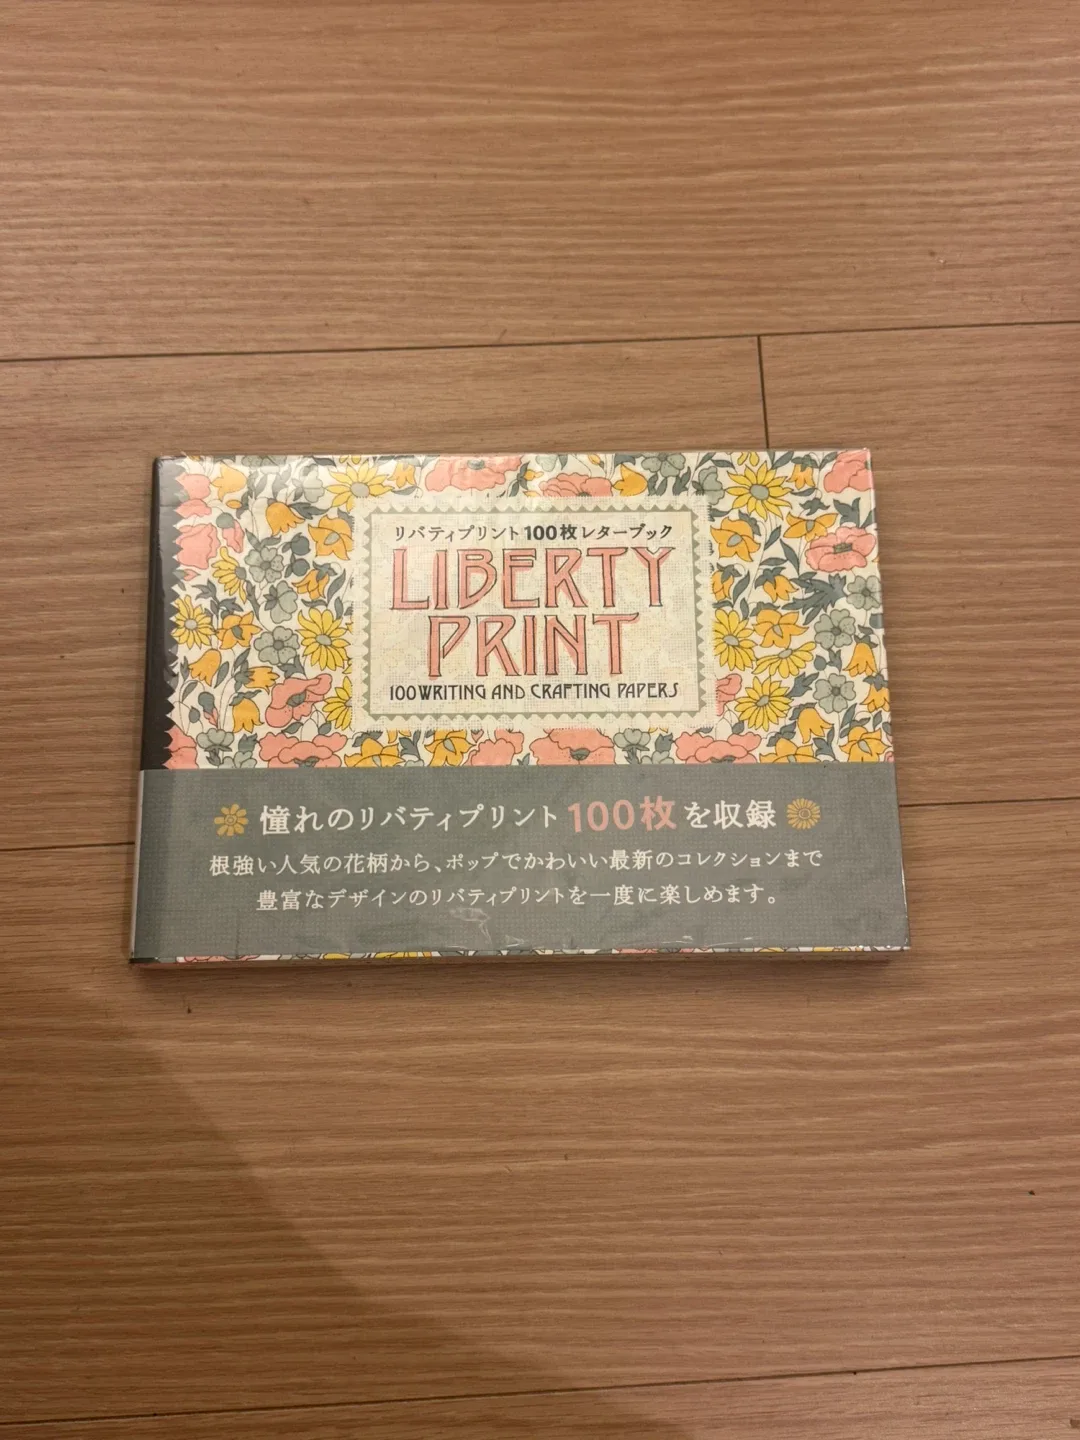 リバティプリント100枚レターブック
LIBERTY
PRINT
100 WRITING AND CRAFTING PAPERS
憧れのリバティプリント 100枚を収録
根強い人気の花柄から、ポップでかわいい最新のコレクションまで
豊富なデザインのリバティプリントを一度に楽しめます。